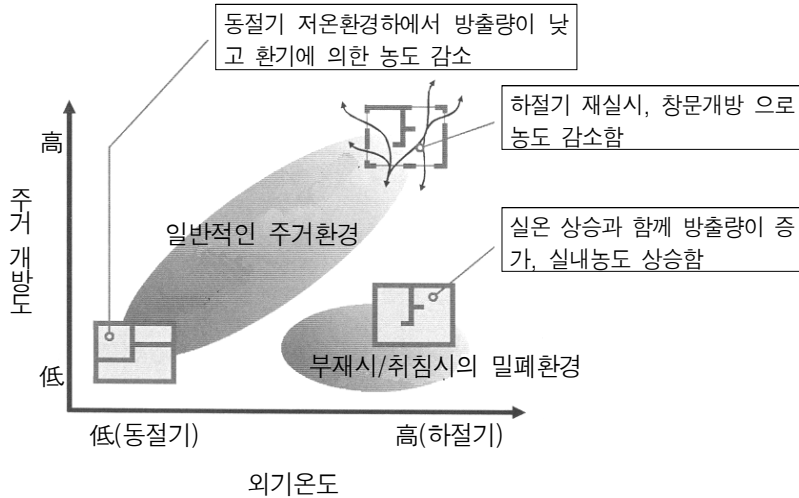 동절기 저온환경하에서 방출량이 낮
고 환기에 의한 농도 감소
하절기 재실시, 창문개방 으로
농도 감소함
高
주거 개방도
일반적인 주거환경
실온 상승과 함께 방출량이 증
가, 실내농도 상승함
부재시/취침시의 밀폐환경
低
低(동절기)
高(하절기)
외기온도